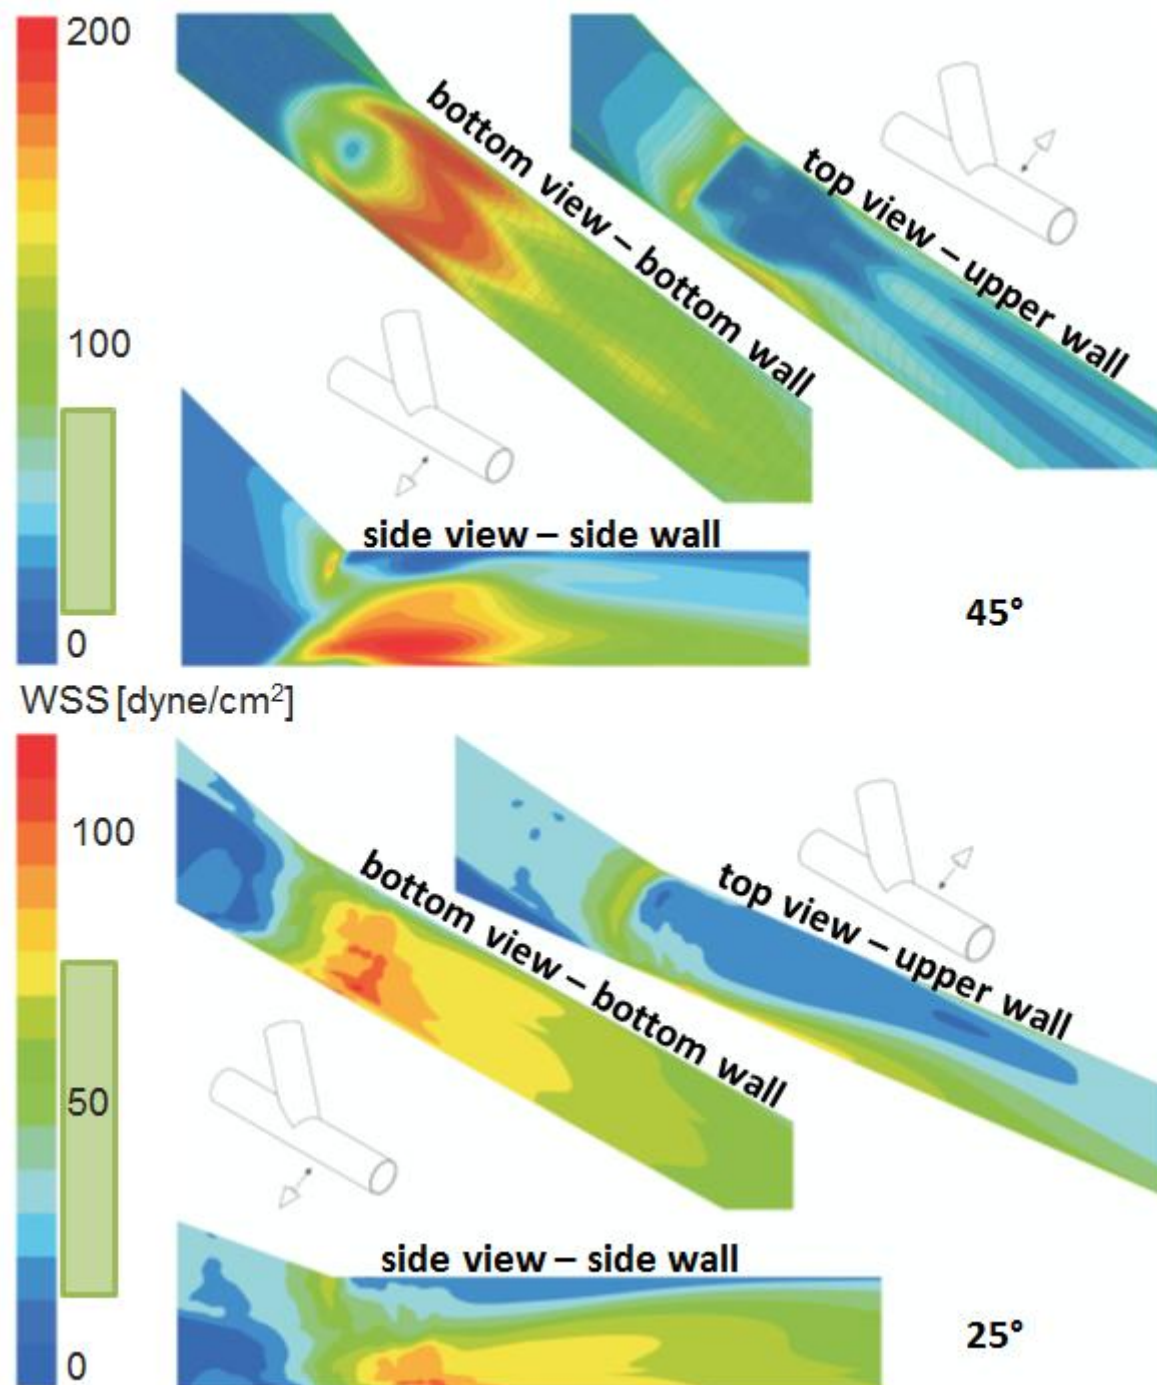 200
bottom view – bottom wall
top view – upper wall
100
side view – side wall
45°
0
WSS [dyne/cm²]
100
bottom view – bottom wall
top view – upper wall
50
side view – side wall
25°
0